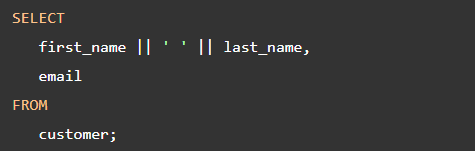 SELECT
first_name || ' ' || last_name,
email
FROM
customer;